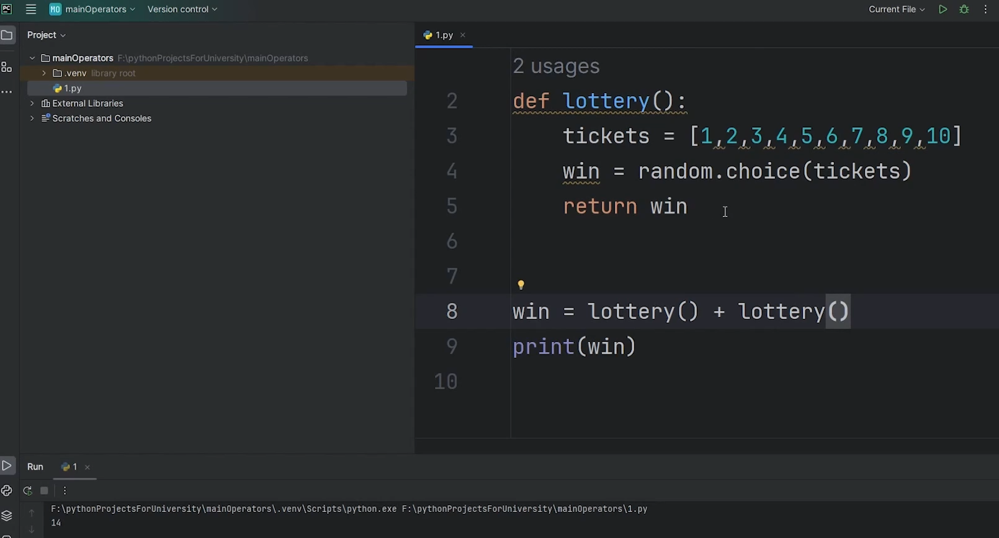 PC MO mainOperators Version control Current File
Project
mainOperators F:\pythonProjectsForUniversity\mainOperators
.venv library root
1.py
External Libraries
Scratches and Consoles
1.py
2 usages
2 def lottery():
3 tickets = [1,2,3,4,5,6,7,8,9,10]
4 win = random.choice(tickets)
5 return win
6
7
8 win = lottery() + lottery()
9 print(win)
10
Run 1
F:\pythonProjectsForUniversity\mainOperators\.venv\Scripts\python.exe F:\pythonProjectsForUniversity\mainOperators\1.py
14